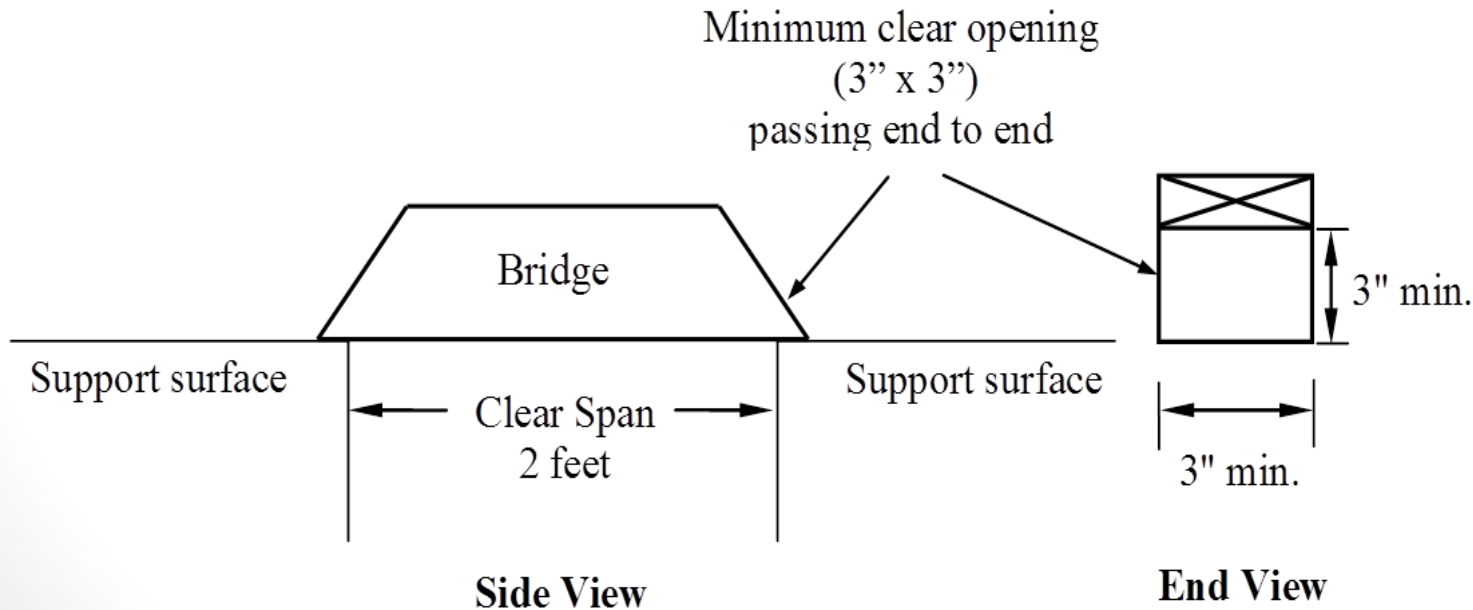 Minimum clear opening
(3” x 3”)
passing end to end
Bridge
3" min.
Support surface
Support surface
Clear Span
2 feet
3" min.
Side View
End View